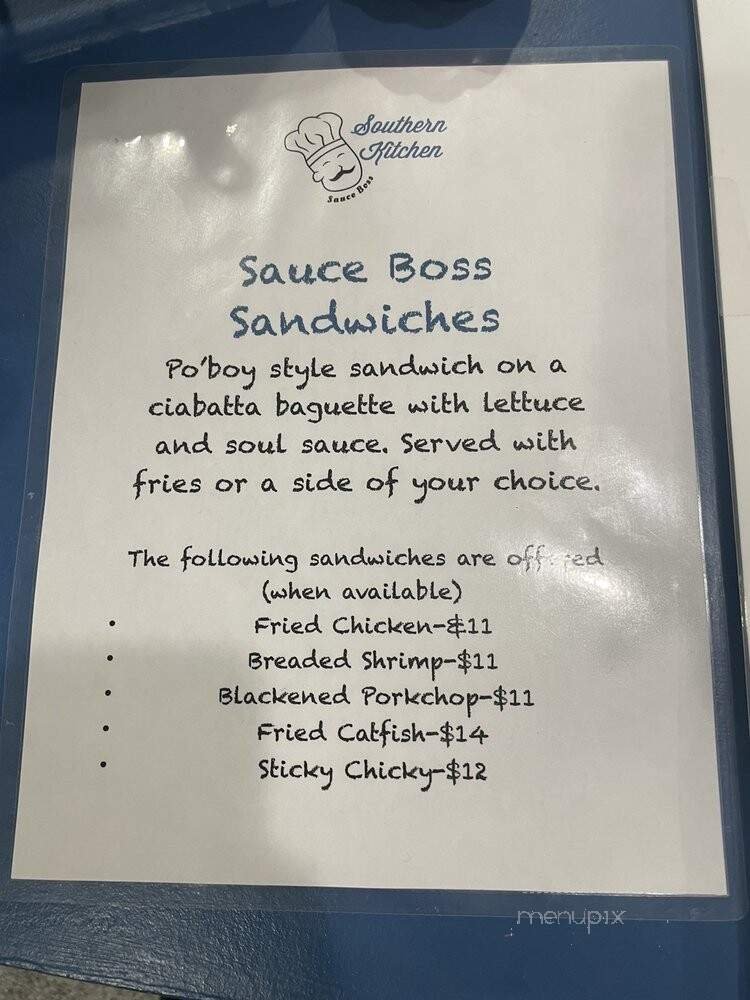 Southern
Kitchen
Sauce Boss
Sauce Boss
Sandwiches
Po'boy style sandwich on a
ciabatta baguette with lettuce
and soul sauce. Served with
fries or a side of your choice.
The following sandwiches are offered
(when available)
• Fried Chicken-&11
• Breaded Shrimp-$11
• Blackened Porkchop-$11
• Fried Catfish-$14
• Sticky Chicky-$12
menupix